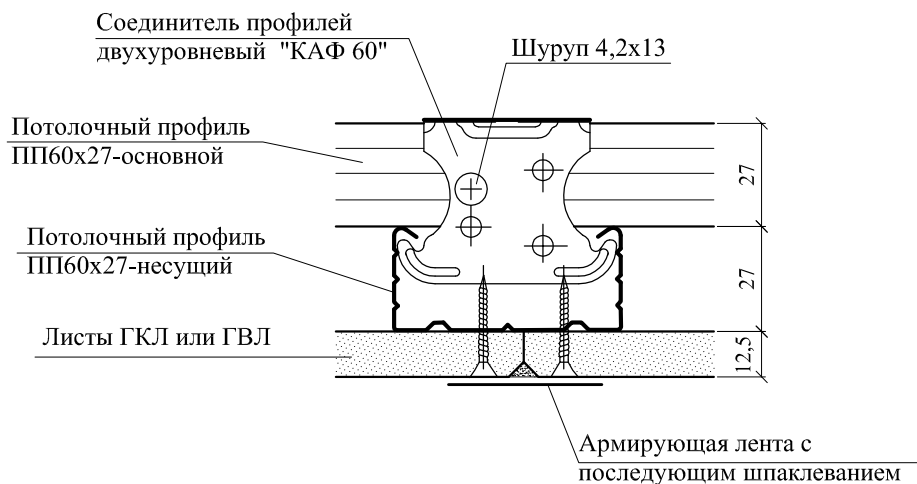 Соединитель профилей
двухуровневый "КАФ 60"
Шуруп 4,2х13
Потолочный профиль
ПП60х27-основной
27
Потолочный профиль
ПП60х27-несущий
27
Листы ГКЛ или ГВЛ
12,5
Армирующая лента с
последующим шпаклеванием